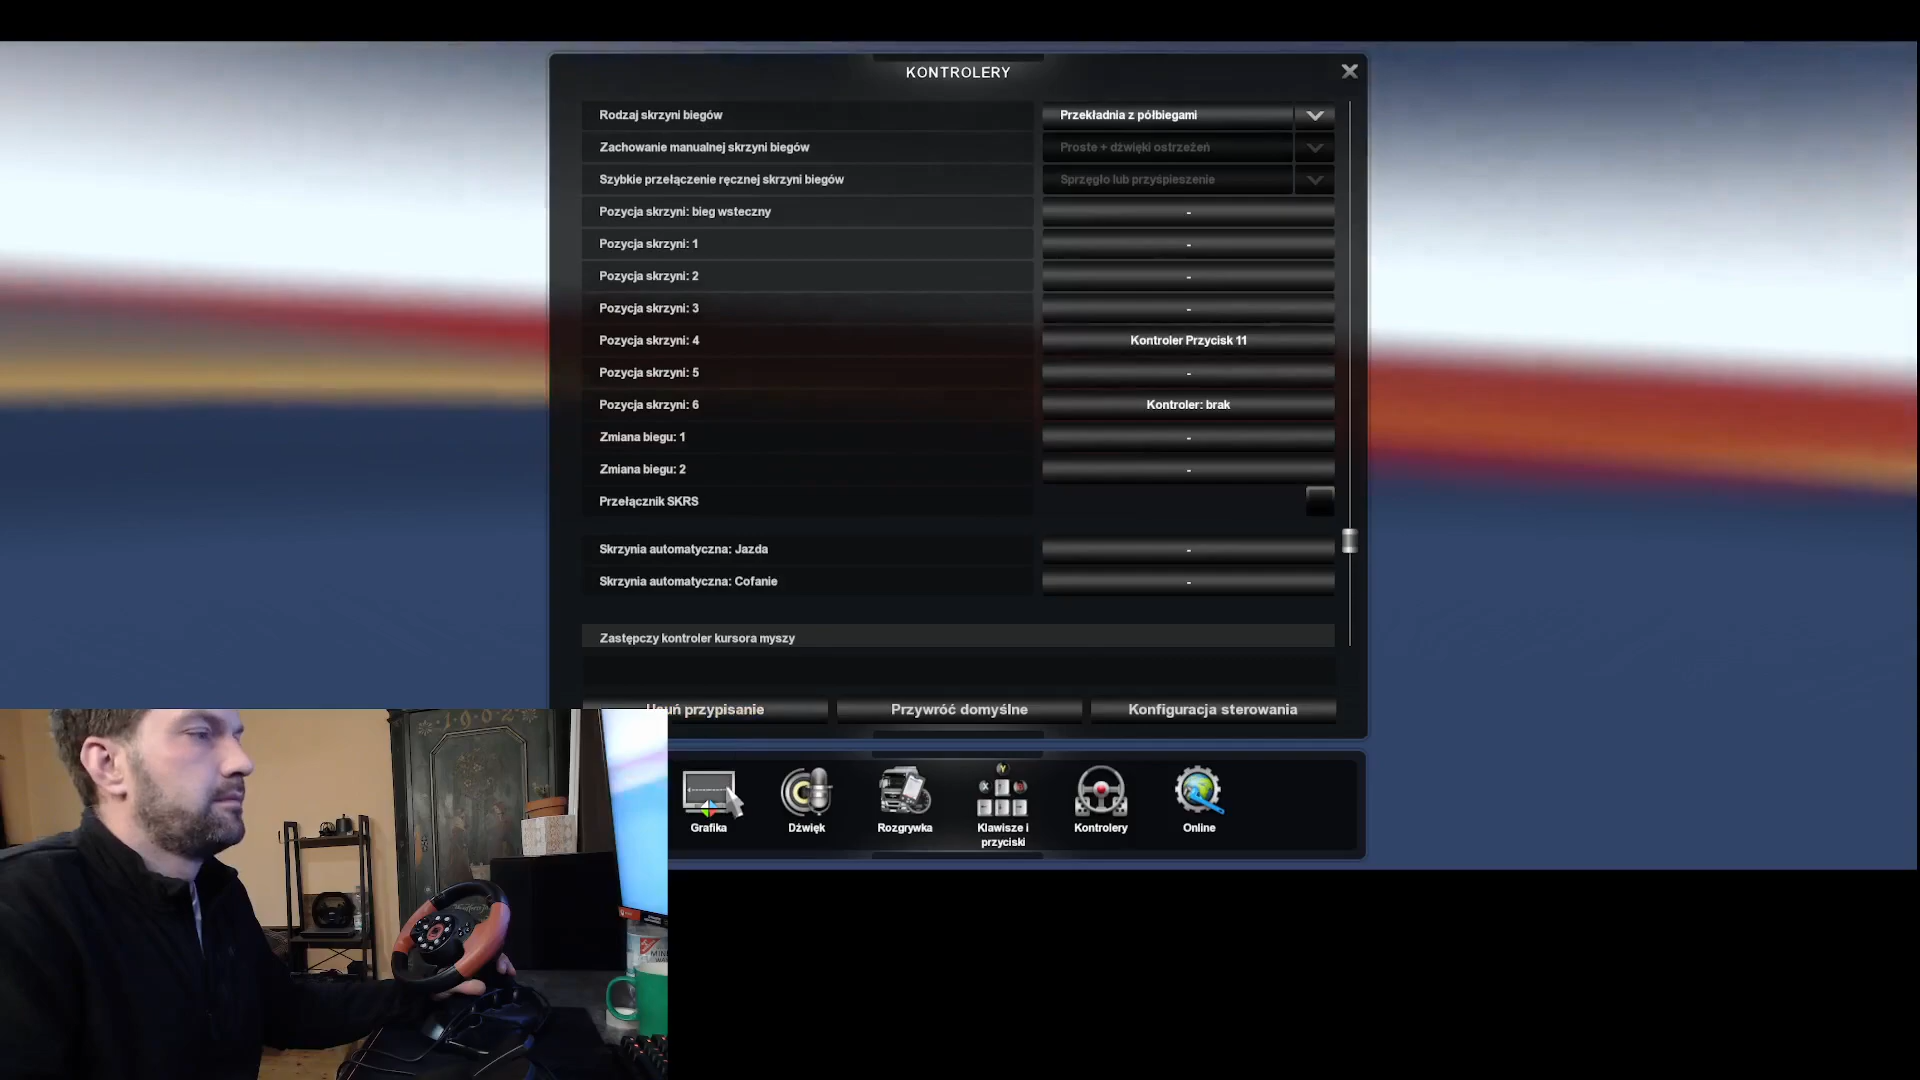 KONTROLERY
Rodzaj skrzyni biegów
Przekładnia z półbiegami
Zachowanie manualnej skrzyni biegów
Proste + dźwięki ostrzeżeń
Szybkie przełączenie ręcznej skrzyni biegów
Sprzęgło lub przyśpieszenie
Pozycja skrzyni: bieg wsteczny
-
Pozycja skrzyni: 1
-
Pozycja skrzyni: 2
-
Pozycja skrzyni: 3
-
Pozycja skrzyni: 4
Kontroler Przycisk 11
Pozycja skrzyni: 5
-
Pozycja skrzyni: 6
Kontroler: brak
Zmiana biegu: 1
-
Zmiana biegu: 2
-
Przełącznik SKRS
Skrzynia automatyczna: Jazda
-
Skrzynia automatyczna: Cofanie
-
Zastępczy kontroler kursora myszy
Usuń przypisanie
Przywróć domyślne
Konfiguracja sterowania
Grafika
Dźwięk
Rozgrywka
Klawisze i
przyciski
Kontrolery
Online
1902